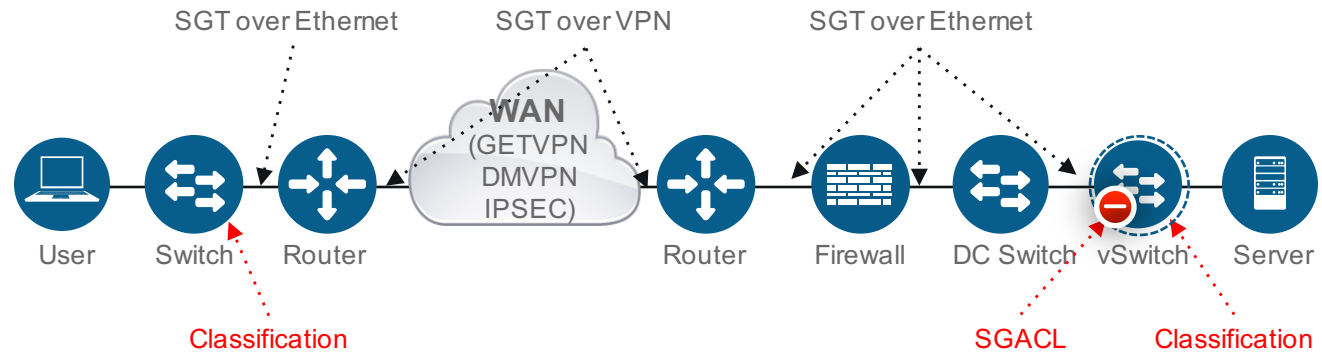 SGT over Ethernet SGT over VPN SGT over Ethernet
WAN
(GETVPN
DMVPN
IPSEC)
User Switch Router Router Firewall DC Switch vSwitch Server
Classification SGACL Classification